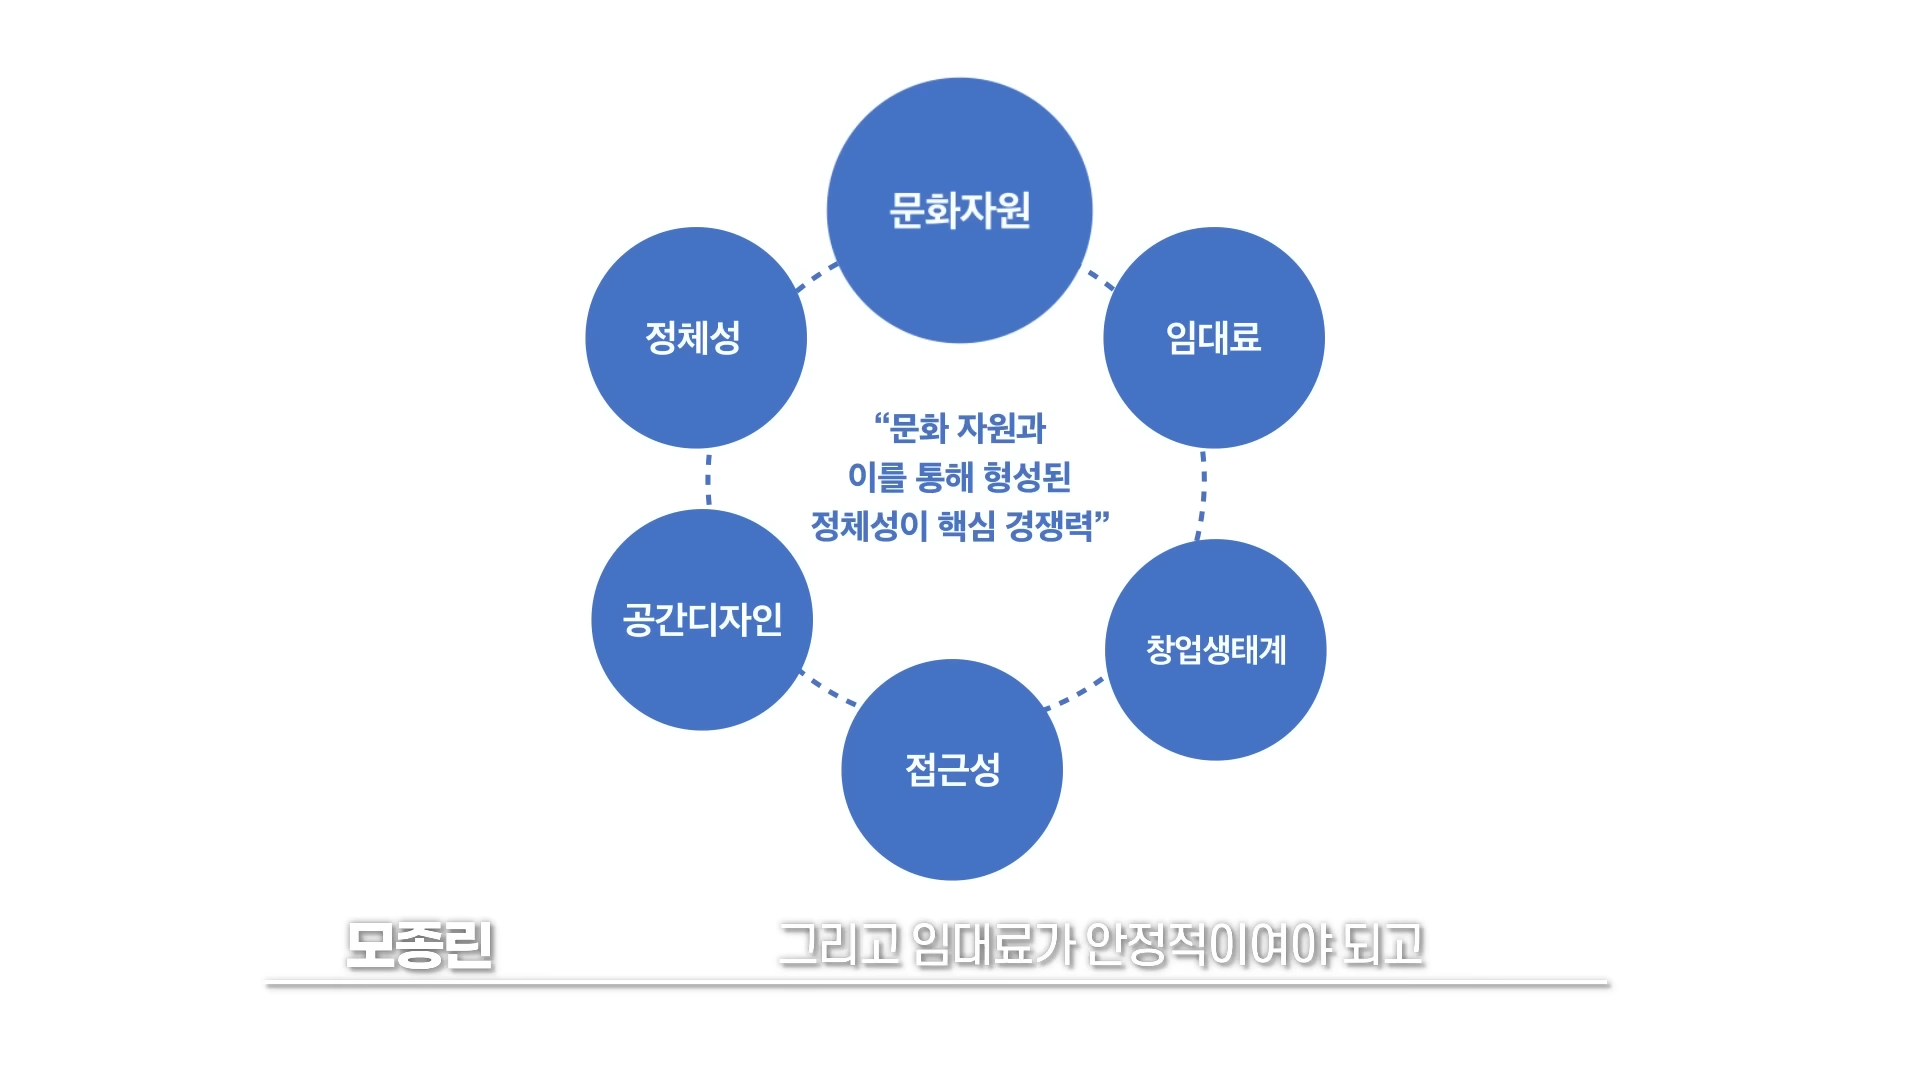 문화자원
정체성
임대료
“문화 자원과
이를 통해 형성된
정체성이 핵심 경쟁력”
공간디자인
창업생태계
접근성
모종린
그리고 임대료가 안정적이여야 되고